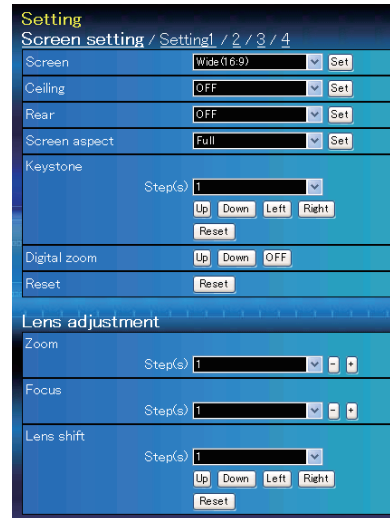 Setting
Screen setting / Setting1 / 2 / 3 / 4
Screen Wide(16:9) Set
Ceiling OFF Set
Rear OFF Set
Screen aspect Full Set
Keystone
Step(s) 1
Up Down Left Right
Reset
Digital zoom Up Down OFF
Reset Reset
Lens adjustment
Zoom
Step(s) 1 - +
Focus
Step(s) 1 - +
Lens shift
Step(s) 1
Up Down Left Right
Reset